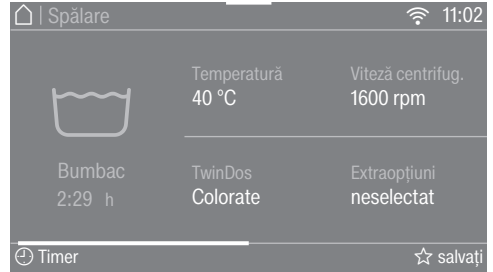 | Spălare 11:02
Temperatură Viteză centrifug.
40 °C 1600 rpm
Bumbac TwinDos Extraopțiuni
2:29 h Colorate neselectat
Timer salvați